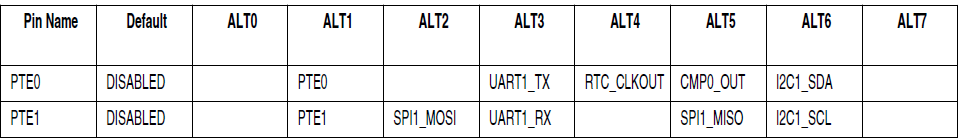 Pin Name Default ALT0 ALT1 ALT2 ALT3 ALT4 ALT5 ALT6 ALT7
PTE0 DISABLED PTE0 UART1_TX RTC_CLKOUT CMP0_OUT I2C1_SDA
PTE1 DISABLED PTE1 SPI1_MOSI UART1_RX SPI1_MISO I2C1_SCL